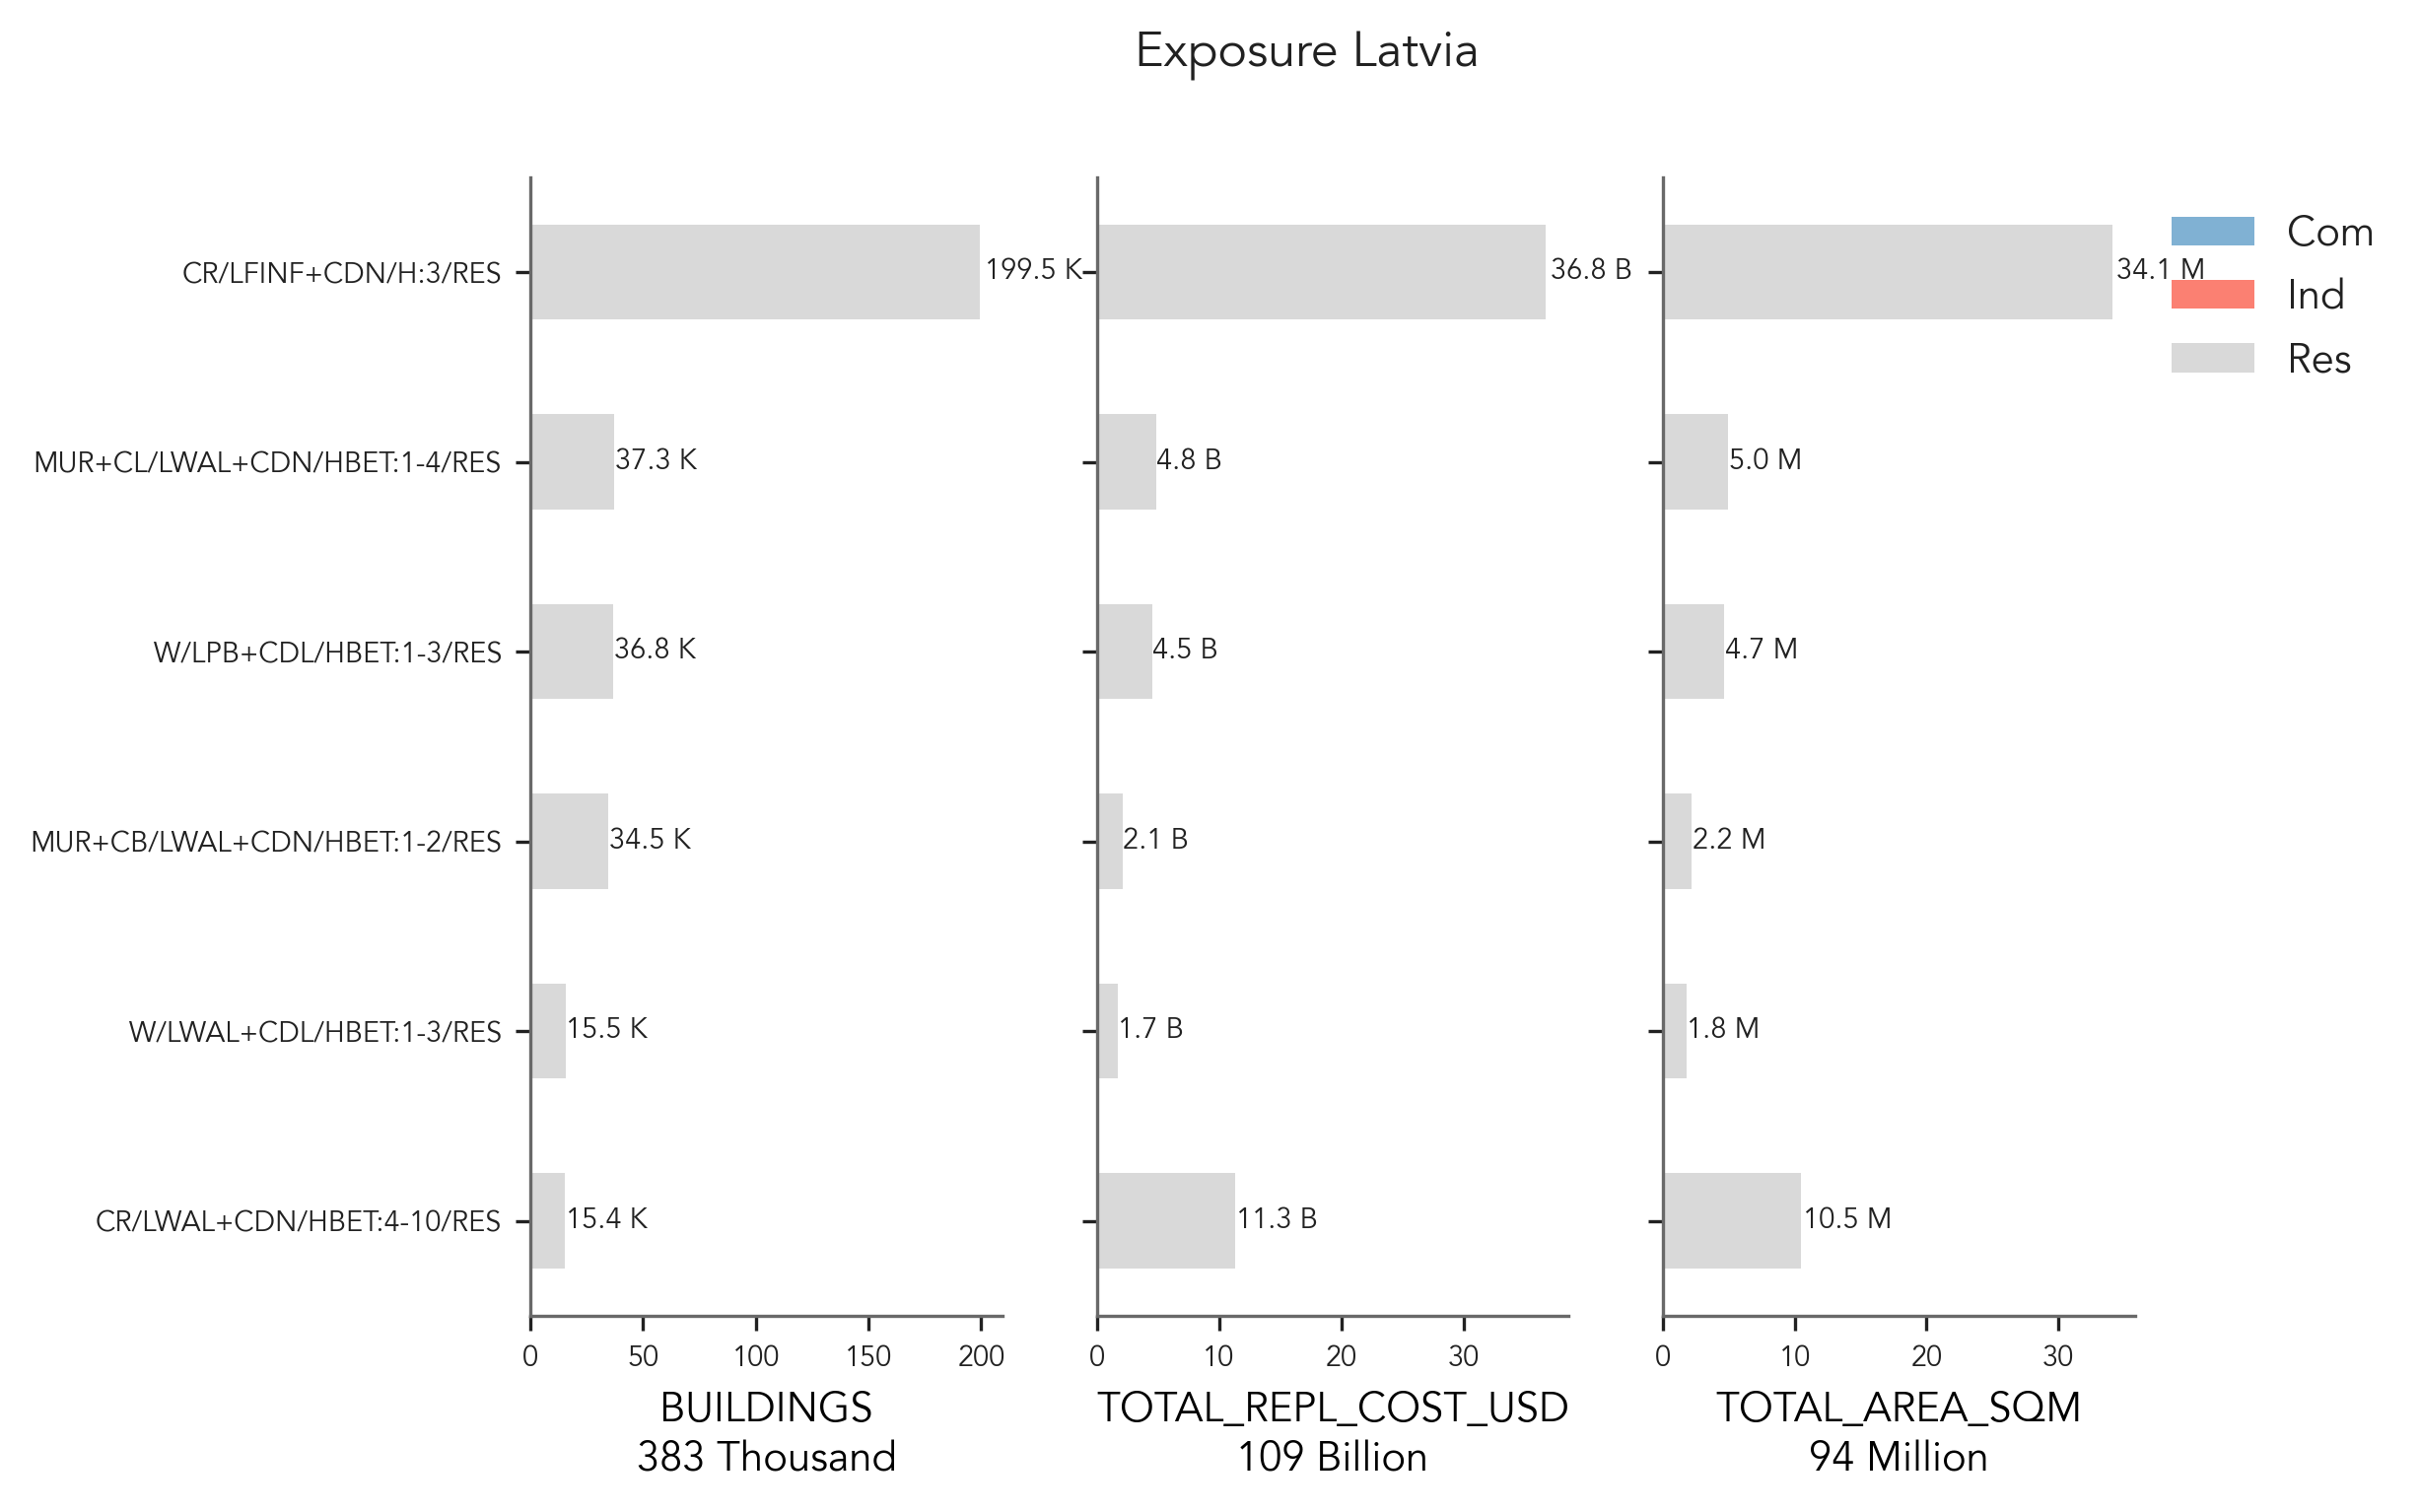 Exposure Latvia
CR/LFINF+CDN/H:3/RES
199.5 K
36.8 B
34.1 M
MUR+CL/LWAL+CDN/HBET:1-4/RES
37.3 K
4.8 B
5.0 M
W/LPB+CDL/HBET:1-3/RES
36.8 K
4.5 B
4.7 M
MUR+CB/LWAL+CDN/HBET:1-2/RES
34.5 K
2.1 B
2.2 M
W/LWAL+CDL/HBET:1-3/RES
15.5 K
1.7 B
1.8 M
CR/LWAL+CDN/HBET:4-10/RES
15.4 K
11.3 B
10.5 M
0 50 100 150 200
BUILDINGS
383 Thousand
0 10 20 30
TOTAL_REPL_COST_USD
109 Billion
0 10 20 30
TOTAL_AREA_SQM
94 Million
Com
Ind
Res